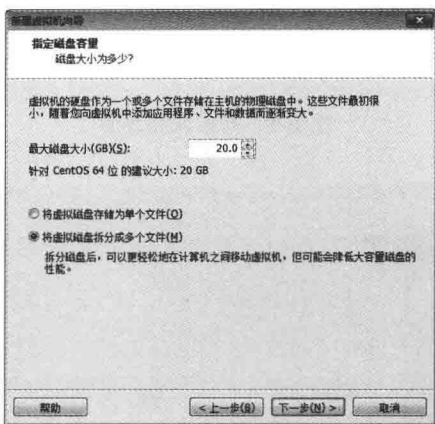 新建虚拟机向导
指定磁盘容量
磁盘大小为多少?
虚拟机的硬盘作为一个或多个文件存储在主机的物理磁盘中。这些文件最初很
小，随着您向虚拟机中添加应用程序、文件和数据而逐渐变大。
最大磁盘大小(GB)(S): 20.0
针对 CentOS 64 位 的建议大小: 20 GB
将虚拟磁盘存储为单个文件(O)
将虚拟磁盘拆分成多个文件(M)
拆分磁盘后，可以更轻松地在计算机之间移动虚拟机，但可能会降低大容量磁盘的
性能。
帮助 < 上一步(B) 下一步(N) > 取消